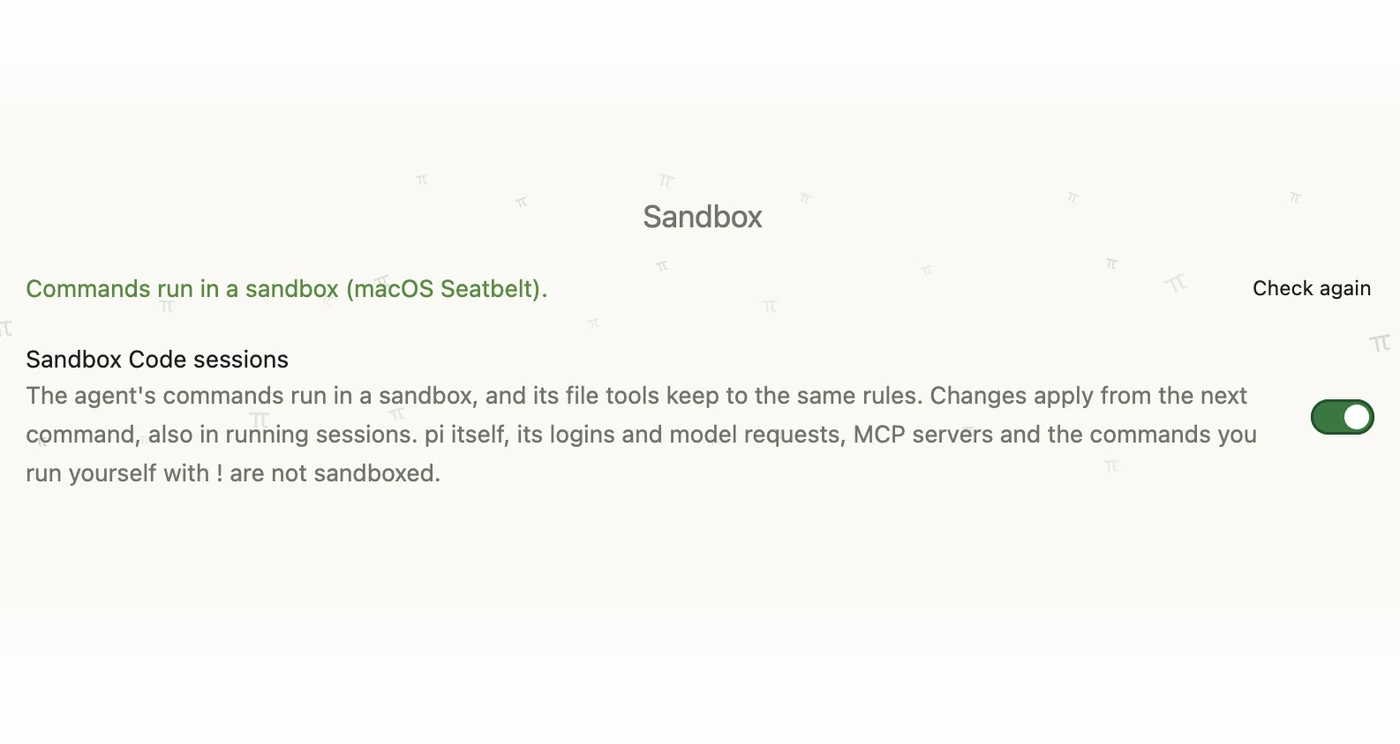 Sandbox
Commands run in a sandbox (macOS Seatbelt).
Check again
Sandbox Code sessions
The agent's commands run in a sandbox, and its file tools keep to the same rules. Changes apply from the next
command, also in running sessions. pi itself, its logins and model requests, MCP servers and the commands you
run yourself with ! are not sandboxed.